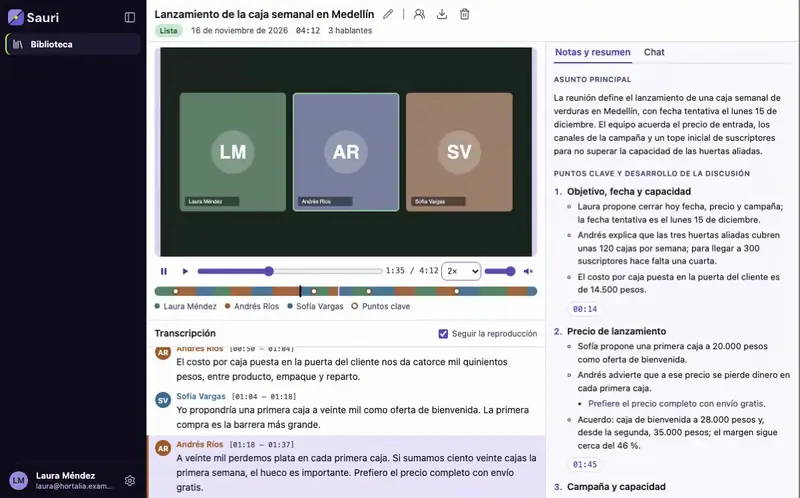 Sauri
Biblioteca
Lanzamiento de la caja semanal en Medellín
Lista
16 de noviembre de 2026
04:12
3 hablantes
LM
AR
SV
Laura Méndez
Andrés Ríos
Sofía Vargas
1:35 / 4:12
2×
Laura Méndez
Andrés Ríos
Sofía Vargas
Puntos clave
Transcripción
Seguir la reproducción
AR
Andrés Ríos [00:50 – 01:04]
El costo por caja puesta en la puerta del cliente nos da catorce mil quinientos
pesos, entre producto, empaque y reparto.
SV
Sofía Vargas [01:04 – 01:18]
Yo propondría una primera caja a veinte mil como oferta de bienvenida. La primera
compra es la barrera más grande.
AR
Andrés Ríos [01:18 – 01:37]
A veinte mil perdemos plata en cada primera caja. Si sumamos ciento veinte cajas la
primera semana, el hueco es importante. Prefiero el precio completo con envío
gratis.
Notas y resumen
Chat
ASUNTO PRINCIPAL
La reunión define el lanzamiento de una caja semanal de
verduras en Medellín, con fecha tentativa el lunes 15 de
diciembre. El equipo acuerda el precio de entrada, los
canales de la campaña y un tope inicial de suscriptores
para no superar la capacidad de las huertas aliadas.
PUNTOS CLAVE Y DESARROLLO DE LA DISCUSIÓN
1. Objetivo, fecha y capacidad
Laura propone cerrar hoy fecha, precio y campaña;
la fecha tentativa es el lunes 15 de diciembre.
Andrés explica que las tres huertas aliadas cubren
unas 120 cajas por semana; para llegar a 300
suscriptores hace falta una cuarta.
El costo por caja puesta en la puerta del cliente es
de 14.500 pesos.
00:14
2. Precio de lanzamiento
Sofía propone una primera caja a 20.000 pesos
como oferta de bienvenida.
Andrés advierte que a ese precio se pierde dinero en
cada primera caja.
Prefiere el precio completo con envío gratis.
Acuerdo: caja de bienvenida a 28.000 pesos y,
desde la segunda, 35.000 pesos; el margen sigue
cerca del 46 %.
01:45
3. Campaña y capacidad
LM
Laura Méndez
laura@hortalia.exam...